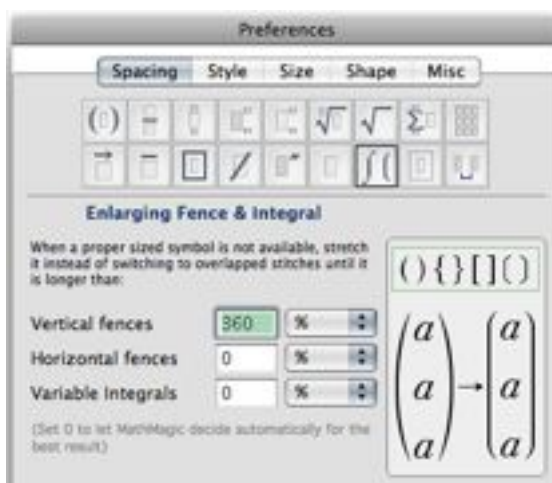 Preferences
Spacing Style Size Shape Misc
Enlarging Fence & Integral
When a proper sized symbol is not available, stretch
it instead of switching to overlapped stitches until it
is longer than:
( ) { } [ ] ( )
Vertical fences 360 %
Horizontal fences 0 %
Variable Integrals 0 %
(Set 0 to let MathMagic decide automatically for the
best result)
a → a
a a
a a